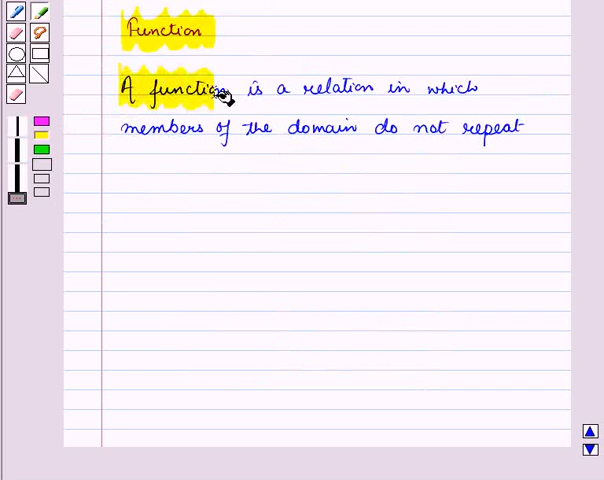 Function
A function is a relation in which
members of the domain do not repeat